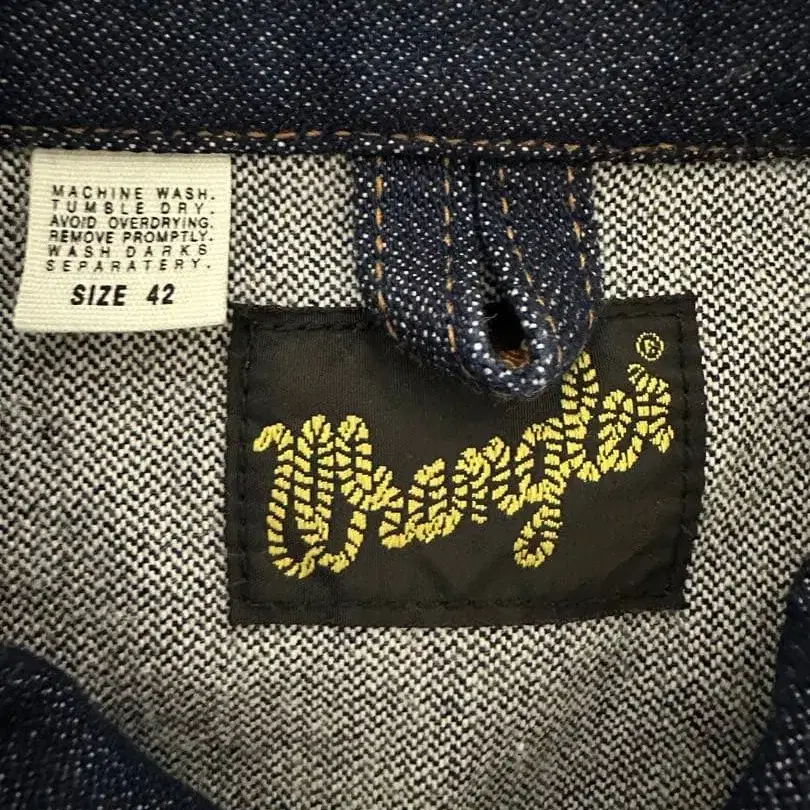 MACHINE WASH.
TUMBLE DRY.
AVOID OVERDRYING.
REMOVE PROMPTLY.
WASH DARKS
SEPARATERY.
SIZE 42
Wrangler ®